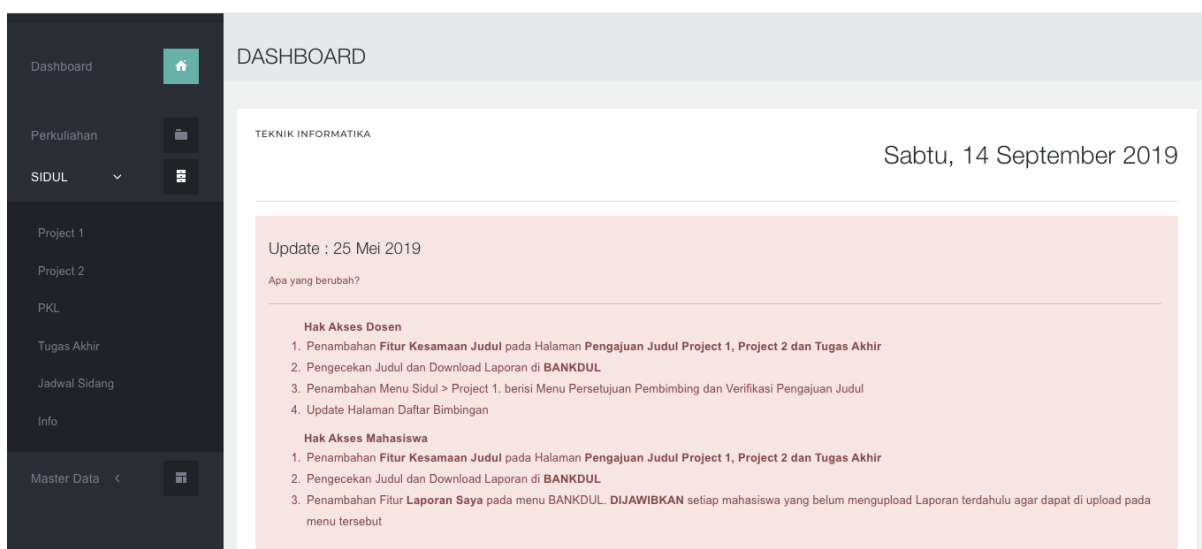 Dashboard
Perkuliahan
SIDUL
Project 1
Project 2
PKL
Tugas Akhir
Jadwal Sidang
Info
Master Data
DASHBOARD
TEKNIK INFORMATIKA
Sabtu, 14 September 2019
Update : 25 Mei 2019
Apa yang berubah?
Hak Akses Dosen
1. Penambahan Fitur Kesamaan Judul pada Halaman Pengajuan Judul Project 1, Project 2 dan Tugas Akhir
2. Pengecekan Judul dan Download Laporan di BANKDUL
3. Penambahan Menu Sidul > Project 1. berisi Menu Persetujuan Pembimbing dan Verifikasi Pengajuan Judul
4. Update Halaman Daftar Bimbingan
Hak Akses Mahasiswa
1. Penambahan Fitur Kesamaan Judul pada Halaman Pengajuan Judul Project 1, Project 2 dan Tugas Akhir
2. Pengecekan Judul dan Download Laporan di BANKDUL
3. Penambahan Fitur Laporan Saya pada menu BANKDUL. DIJAWIBKAN setiap mahasiswa yang belum mengupload Laporan terdahulu agar dapat di upload pada
menu tersebut